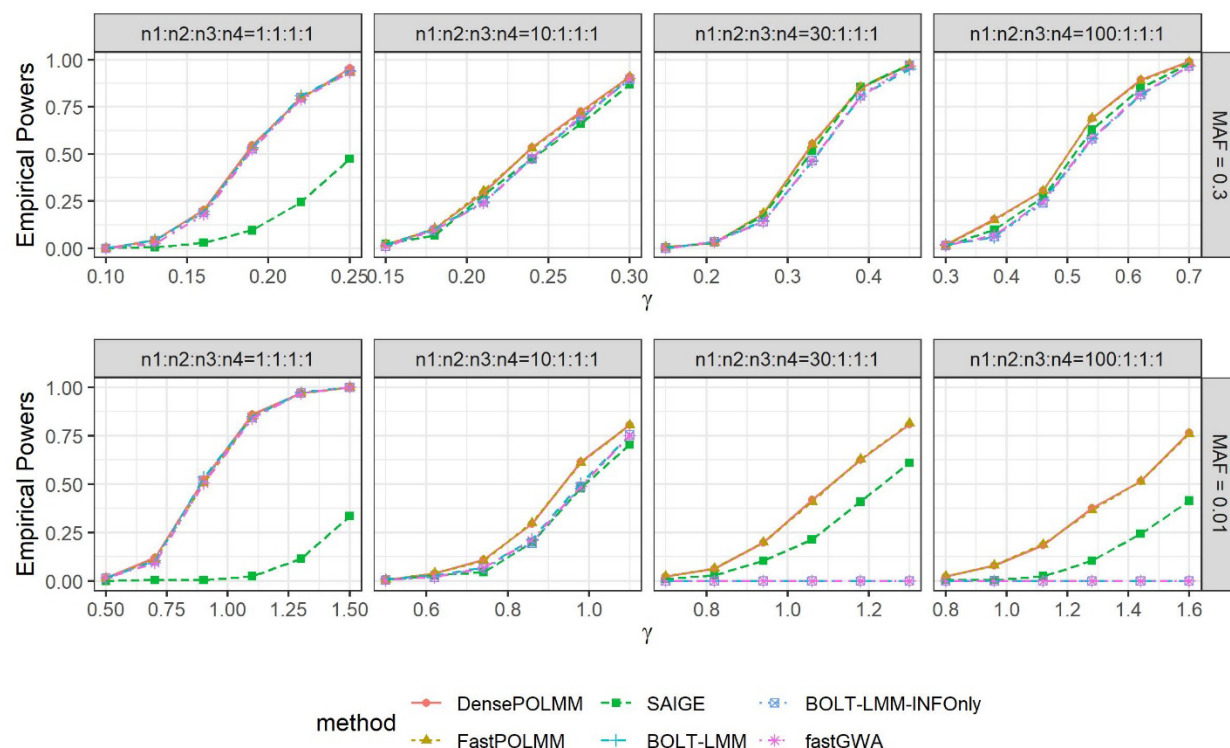 n1:n2:n3:n4=1:1:1:1 n1:n2:n3:n4=10:1:1:1 n1:n2:n3:n4=30:1:1:1 n1:n2:n3:n4=100:1:1:1
Empirical Powers
1.00
0.75
0.50
0.25
0.00
MAF = 0.3
0.10 0.15 0.20 0.25 0.15 0.20 0.25 0.30 0.2 0.3 0.4 0.3 0.4 0.5 0.6 0.7
γ
n1:n2:n3:n4=1:1:1:1 n1:n2:n3:n4=10:1:1:1 n1:n2:n3:n4=30:1:1:1 n1:n2:n3:n4=100:1:1:1
Empirical Powers
1.00
0.75
0.50
0.25
0.00
MAF = 0.01
0.50 0.75 1.00 1.25 1.50 0.6 0.8 1.0 0.8 1.0 1.2 0.8 1.0 1.2 1.4 1.6
γ
method
DensePOLMM SAIGE BOLT-LMM-INFOnly
FastPOLMM BOLT-LMM fastGWA